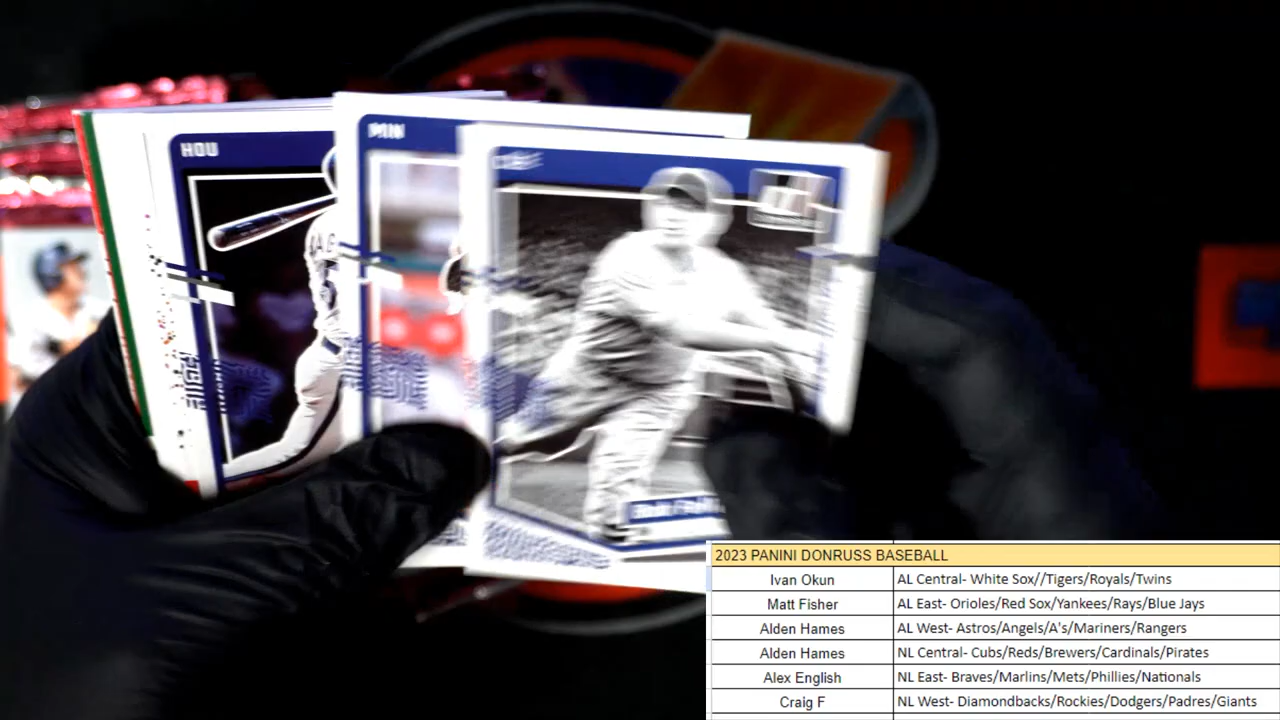 HOU
MIN
2023 PANINI DONRUSS BASEBALL
Ivan Okun AL Central- White Sox//Tigers/Royals/Twins
Matt Fisher AL East- Orioles/Red Sox/Yankees/Rays/Blue Jays
Alden Hames AL West- Astros/Angels/A's/Mariners/Rangers
Alden Hames NL Central- Cubs/Reds/Brewers/Cardinals/Pirates
Alex English NL East- Braves/Marlins/Mets/Phillies/Nationals
Craig F NL West- Diamondbacks/Rockies/Dodgers/Padres/Giants